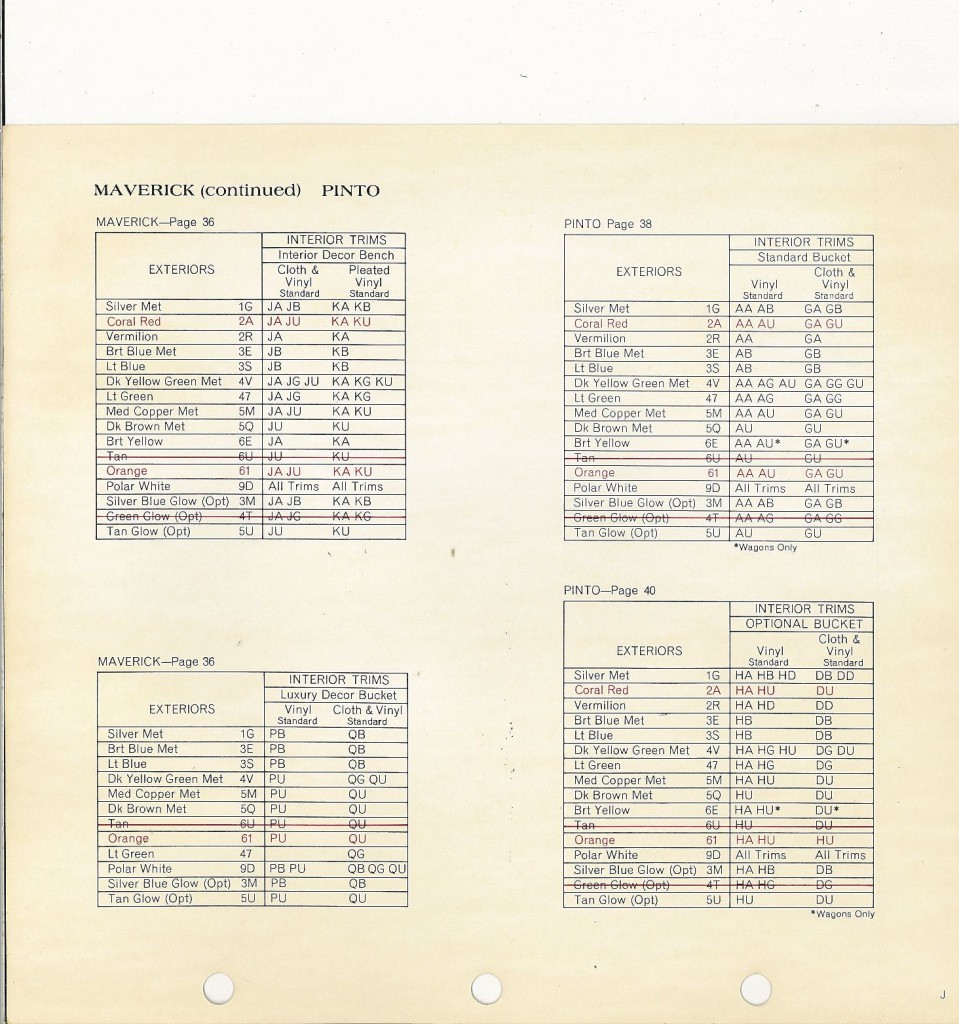 MAVERICK (continued) PINTO
MAVERICK—Page 36
INTERIOR TRIMS
Interior Decor Bench
EXTERIORS
Cloth & Pleated
Vinyl Vinyl
Standard Standard
Silver Met 1G JA JB KA KB
Coral Red 2A JA JU KA KU
Vermilion 2R JA KA
Brt Blue Met 3E JB KB
Lt Blue 3S JB KB
Dk Yellow Green Met 4V JA JG JU KA KG KU
Lt Green 47 JA JG KA KG
Med Copper Met 5M JA JU KA KU
Dk Brown Met 5Q JU KU
Brt Yellow 6E JA KA
Tan 6U JU KU
Orange 61 JA JU KA KU
Polar White 9D All Trims All Trims
Silver Blue Glow (Opt) 3M JA JB KA KB
Green Glow (Opt) 4T JA JG KA KG
Tan Glow (Opt) 5U JU KU
MAVERICK—Page 36
INTERIOR TRIMS
Luxury Decor Bucket
EXTERIORS
Vinyl Cloth & Vinyl
Standard Standard
Silver Met 1G PB QB
Brt Blue Met 3E PB QB
Lt Blue 3S PB QB
Dk Yellow Green Met 4V PU QG QU
Med Copper Met 5M PU QU
Dk Brown Met 5Q PU QU
Tan 6U PU QU
Orange 61 PU QU
Lt Green 47 QG
Polar White 9D PB PU QB QG QU
Silver Blue Glow (Opt) 3M PB QB
Tan Glow (Opt) 5U PU QU
PINTO Page 38
INTERIOR TRIMS
Standard Bucket
EXTERIORS
Cloth &
Vinyl Vinyl
Standard Standard
Silver Met 1G AA AB GA GB
Coral Red 2A AA AU GA GU
Vermilion 2R AA GA
Brt Blue Met 3E AB GB
Lt Blue 3S AB GB
Dk Yellow Green Met 4V AA AG AU GA GG GU
Lt Green 47 AA AG GA GG
Med Copper Met 5M AA AU GA GU
Dk Brown Met 5Q AU GU
Brt Yellow 6E AA AU* GA GU*
Tan 6U AU GU
Orange 61 AA AU GA GU
Polar White 9D All Trims All Trims
Silver Blue Glow (Opt) 3M AA AB GA GB
Green Glow (Opt) 4T AA AG GA GG
Tan Glow (Opt) 5U AU GU
*Wagons Only
PINTO—Page 40
INTERIOR TRIMS
OPTIONAL BUCKET
EXTERIORS
Cloth &
Vinyl Vinyl
Standard Standard
Silver Met 1G HA HB HD DB DD
Coral Red 2A HA HU DU
Vermilion 2R HA HD DD
Brt Blue Met 3E HB DB
Lt Blue 3S HB DB
Dk Yellow Green Met 4V HA HG HU DG DU
Lt Green 47 HA HG DG
Med Copper Met 5M HA HU DU
Dk Brown Met 5Q HU DU
Brt Yellow 6E HA HU* DU*
Tan 6U HU DU
Orange 61 HA HU HU
Polar White 9D All Trims All Trims
Silver Blue Glow (Opt) 3M HA HB DB
Green Glow (Opt) 4T HA HG DG
Tan Glow (Opt) 5U HU DU
*Wagons Only
J